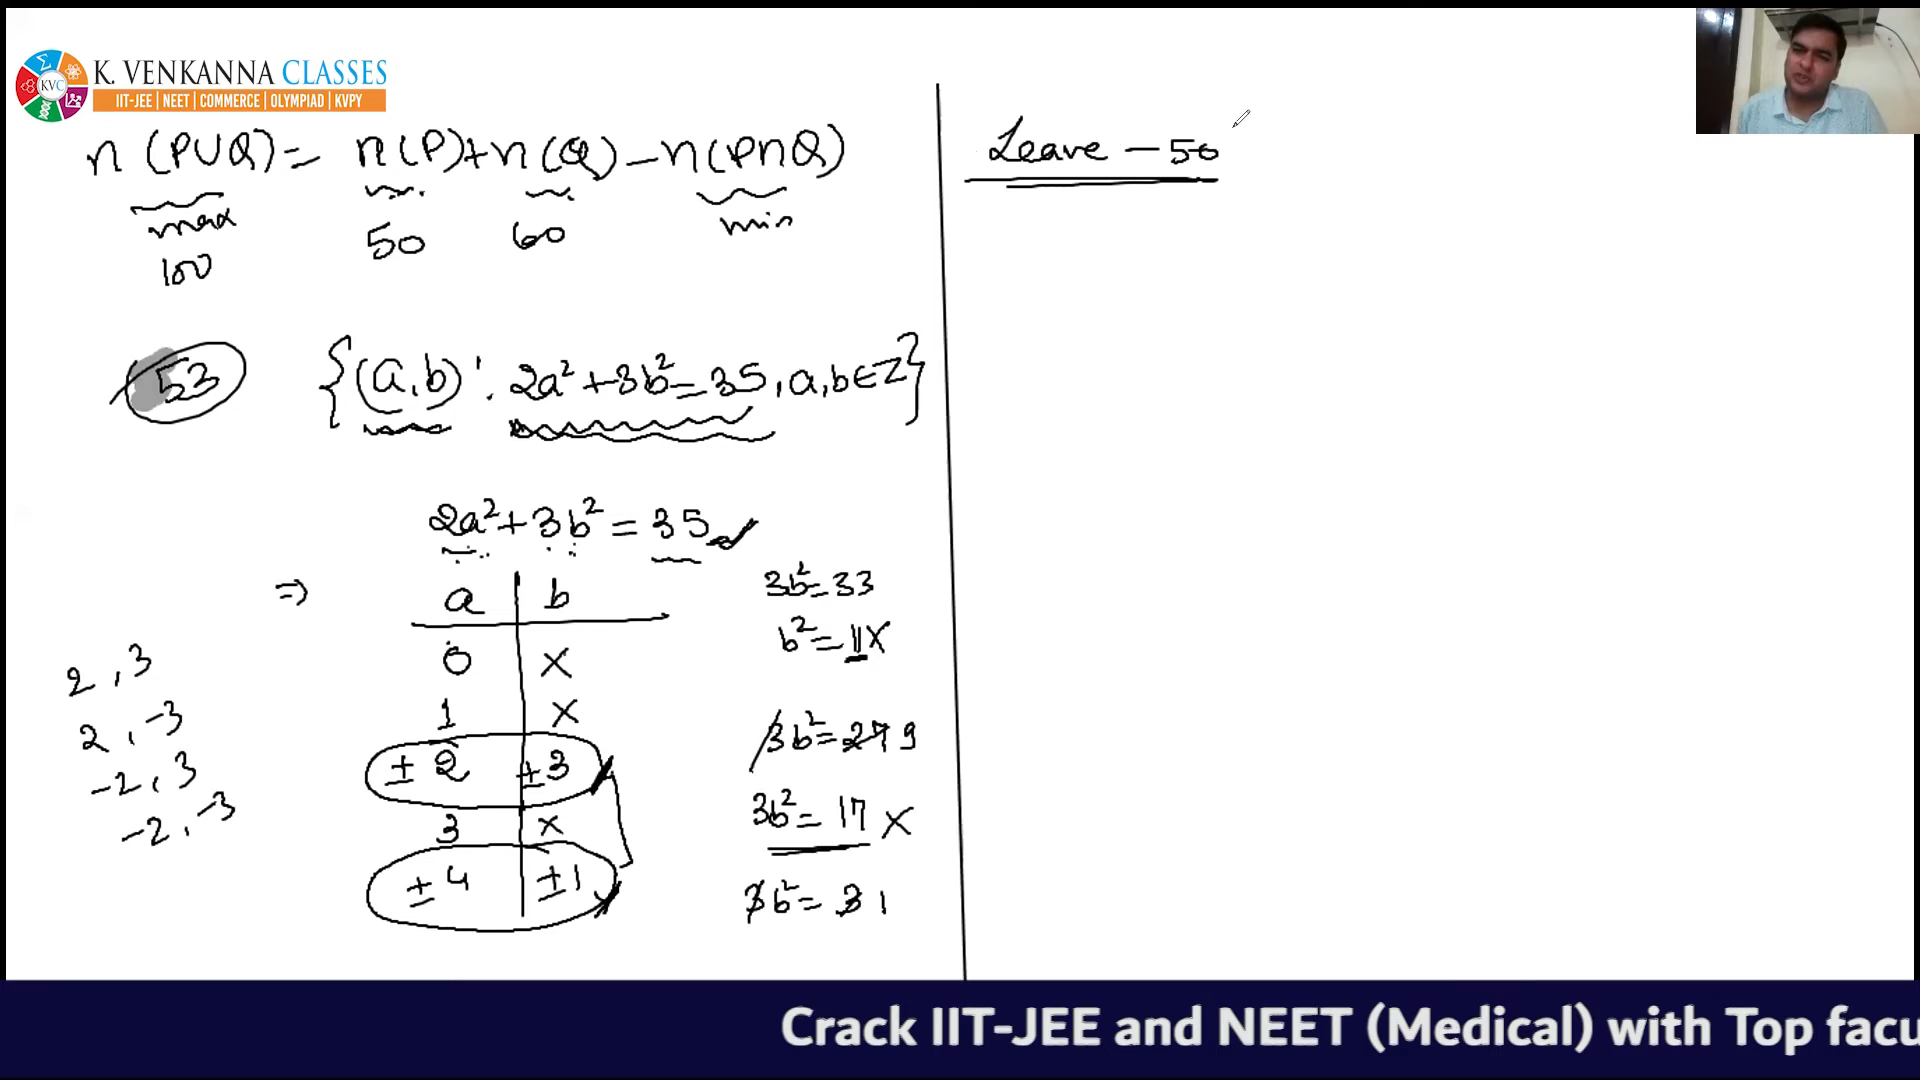 K. VENKANNA CLASSES
KVC
IIT-JEE | NEET | COMMERCE | OLYMPIAD | KVPY
n (P∪Q) = n(P)+n(Q)-n(P∩Q)
max 50 60 min
100
53 {(a,b) : 2a²+3b²=35, a,b∈Z}
2a²+3b²=35
⇒ a b
0 X
1 X
±2 ±3
3 X
±4 ±1
2, 3
2, -3
-2, 3
-2, -3
3b²=33
b²=11X
3b²=27 9
3b²=17 X
3b²=3 1
Leave - 50
Crack IIT-JEE and NEET (Medical) with Top facu